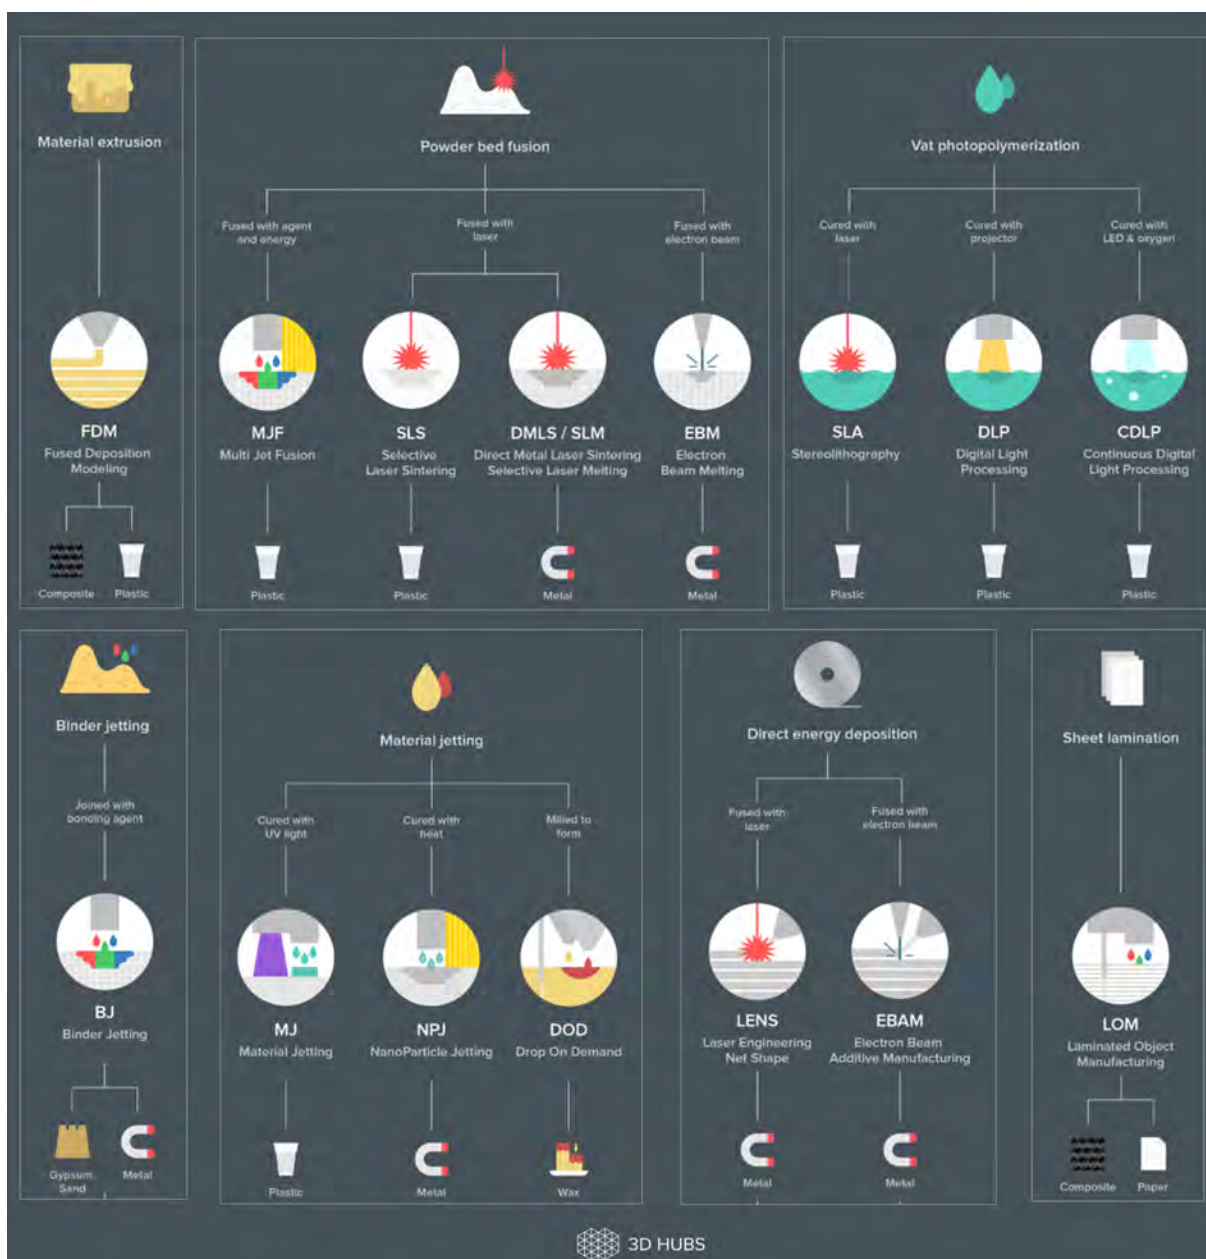 Material extrusion
FDM
Fused Deposition
Modeling
Composite
Plastic
Powder bed fusion
Fused with agent
and energy
Fused with
laser
Fused with
electron beam
MJF
Multi Jet Fusion
SLS
Selective
Laser Sintering
DMLS / SLM
Direct Metal Laser Sintering
Selective Laser Melting
EBM
Electron
Beam Melting
Plastic
Plastic
Metal
Metal
Vat photopolymerization
Cured with
laser
Cured with
projector
Cured with
LED & oxygen
SLA
Stereolithography
DLP
Digital Light
Processing
CDLP
Continuous Digital
Light Processing
Plastic
Plastic
Plastic
Binder jetting
Joined with
bonding agent
BJ
Binder Jetting
Gypsum,
Sand
Metal
Material jetting
Cured with
UV light
Cured with
heat
Milled to
form
MJ
Material Jetting
NPJ
NanoParticle Jetting
DOD
Drop On Demand
Plastic
Metal
Wax
Direct energy deposition
Fused with
laser
Fused with
electron beam
LENS
Laser Engineering
Net Shape
EBAM
Electron Beam
Additive Manufacturing
Metal
Metal
Sheet lamination
LOM
Laminated Object
Manufacturing
Composite
Paper
3D HUBS